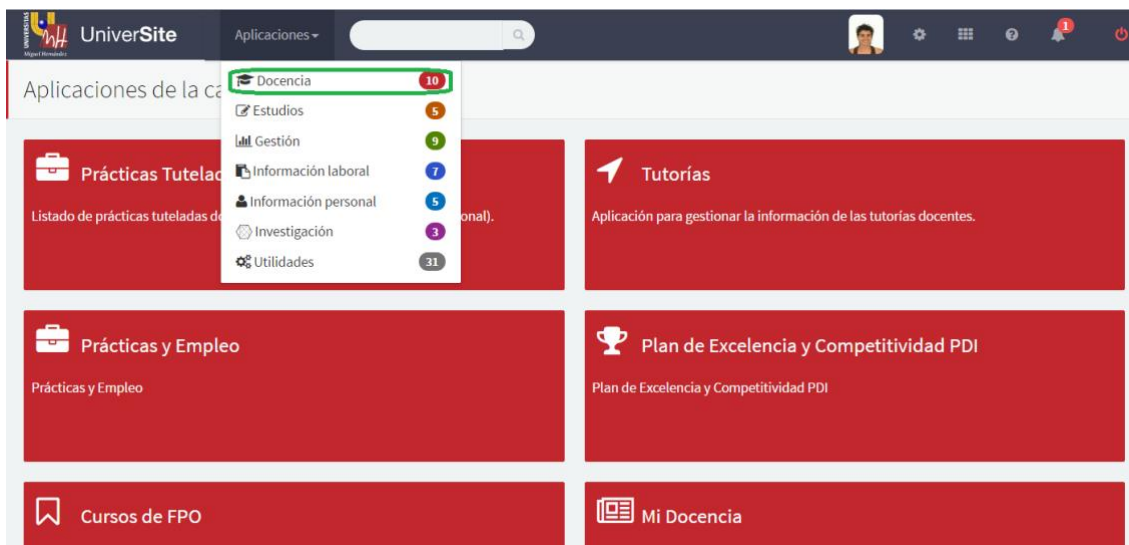 UNIVERSITAS
Miguel Hernández
UniverSite
Aplicaciones
1
Aplicaciones de la ca
Docencia 10
Estudios 5
Gestión 9
Información laboral 7
Información personal 5
Investigación 3
Utilidades 31
Prácticas Tutelad
Listado de prácticas tuteladas de
onal).
Tutorías
Aplicación para gestionar la información de las tutorías docentes.
Prácticas y Empleo
Prácticas y Empleo
Plan de Excelencia y Competitividad PDI
Plan de Excelencia y Competitividad PDI
Cursos de FPO
Mi Docencia